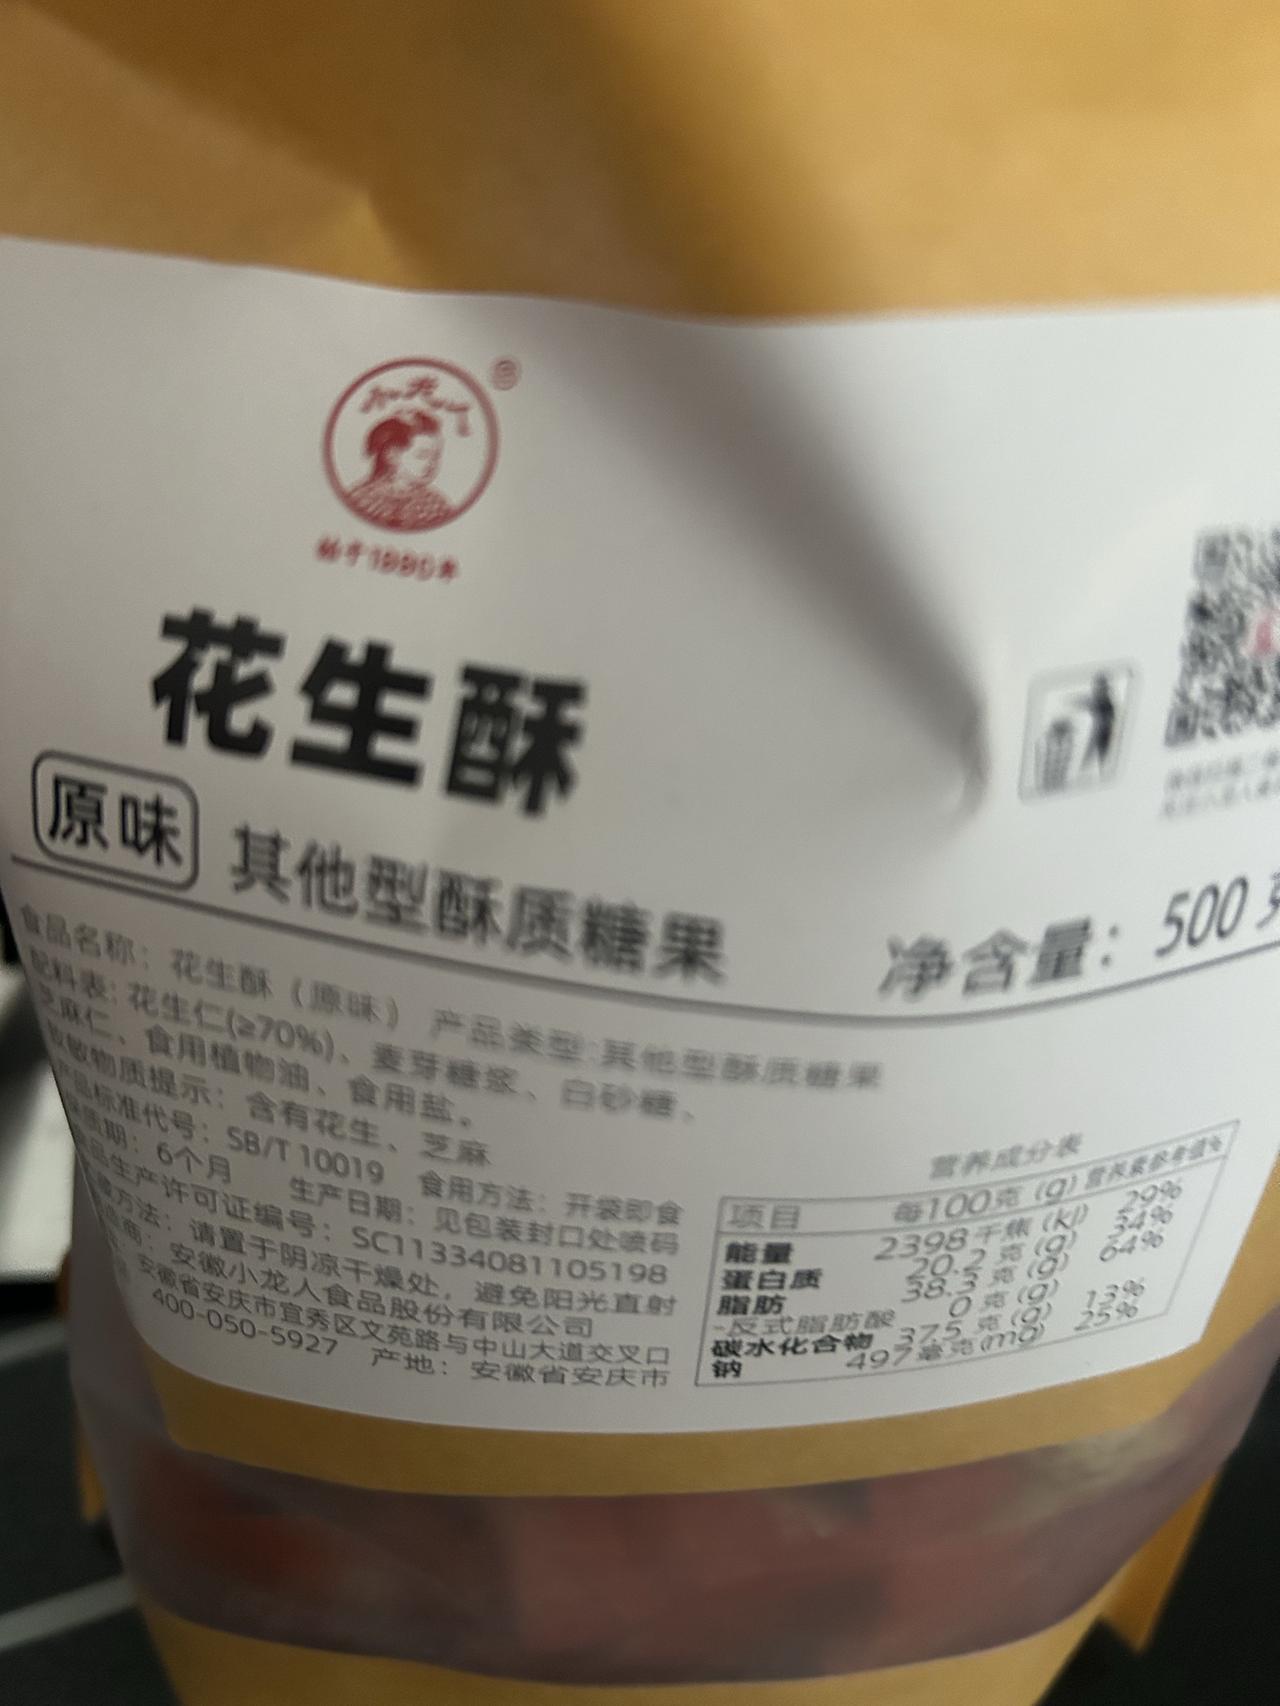 始于1880年
花生酥
原味 其他型酥质糖果
净含量：500
食品名称：花生酥（原味） 产品类型:其他型酥质糖果
配料表：花生仁(≥70%)、麦芽糖浆、白砂糖、
芝麻仁、食用植物油、食用盐。
致敏物质提示：含有花生、芝麻
产品标准代号：SB/T 10019 食用方法：开袋即食
保质期：6个月 生产日期：见包装封口处喷码
食品生产许可证编号：SC11334081105198
方法：请置于阴凉干燥处，避免阳光直射
商：安徽小龙人食品股份有限公司
安徽省安庆市宜秀区文苑路与中山大道交叉口
400-050-5927 产地：安徽省安庆市
营养成分表
项目 每100克 (g) 营养素参考值%
能量 2398千焦 (kJ) 29%
蛋白质 20.2 克 (g) 34%
脂肪 38.3 克 (g) 64%
-反式脂肪酸 0 克 (g)
碳水化合物 37.5 克 (g) 13%
钠 497毫克(mg) 25%